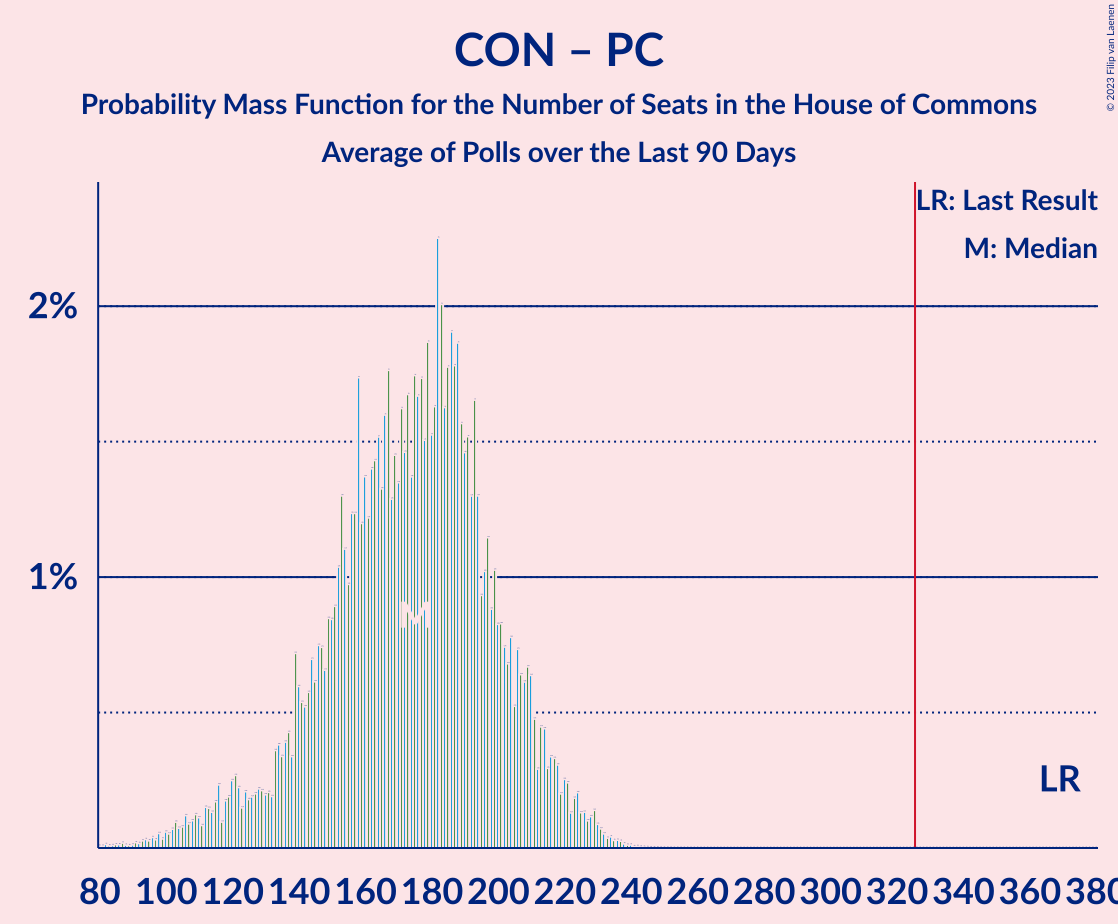 CON – PC
Probability Mass Function for the Number of Seats in the House of Commons
Average of Polls over the Last 90 Days
© 2023 Filip van Laenen
LR: Last Result
M: Median
2%
1%
M
LR
80 100 120 140 160 180 200 220 240 260 280 300 320 340 360 380